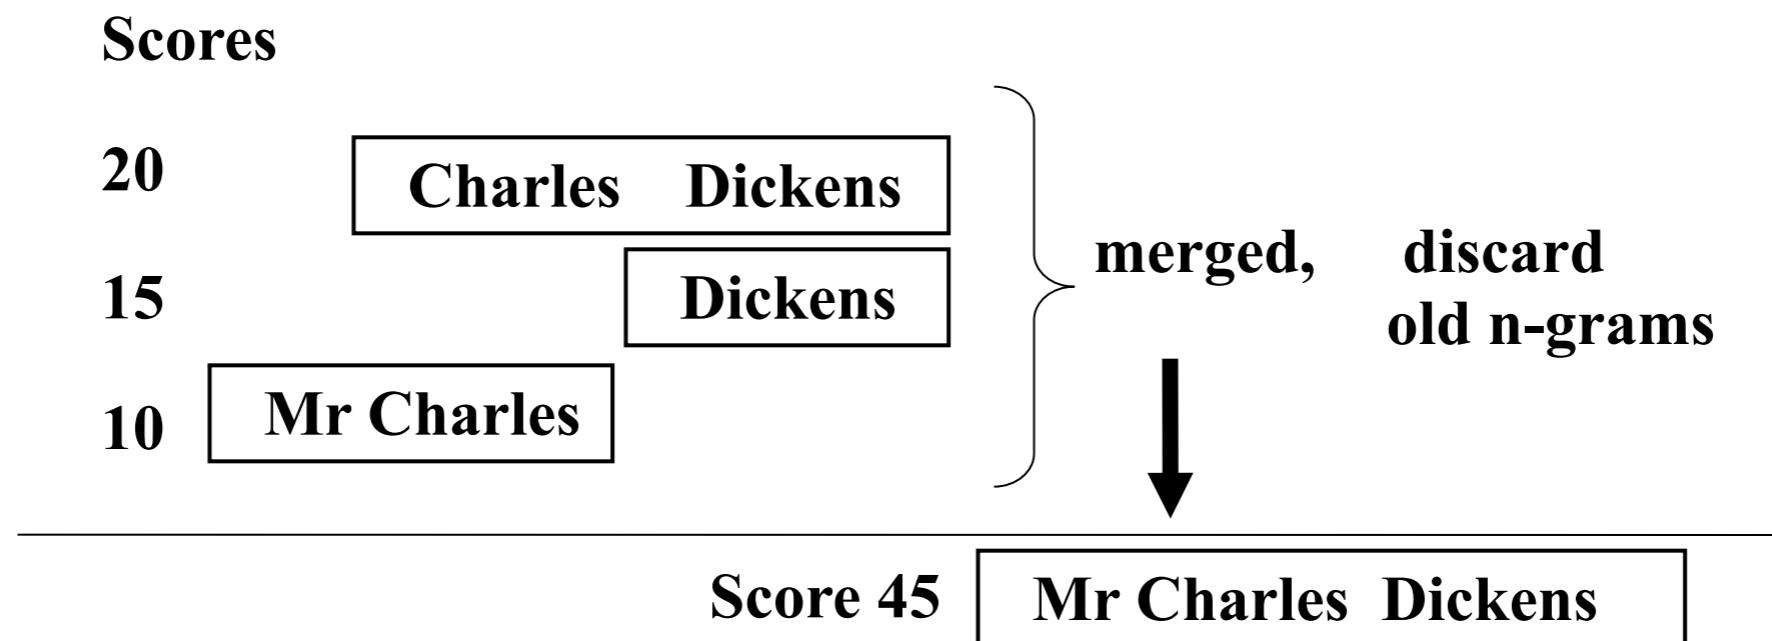 Scores
20 Charles Dickens
15 Dickens
10 Mr Charles
merged, discard
old n-grams
Score 45 Mr Charles Dickens